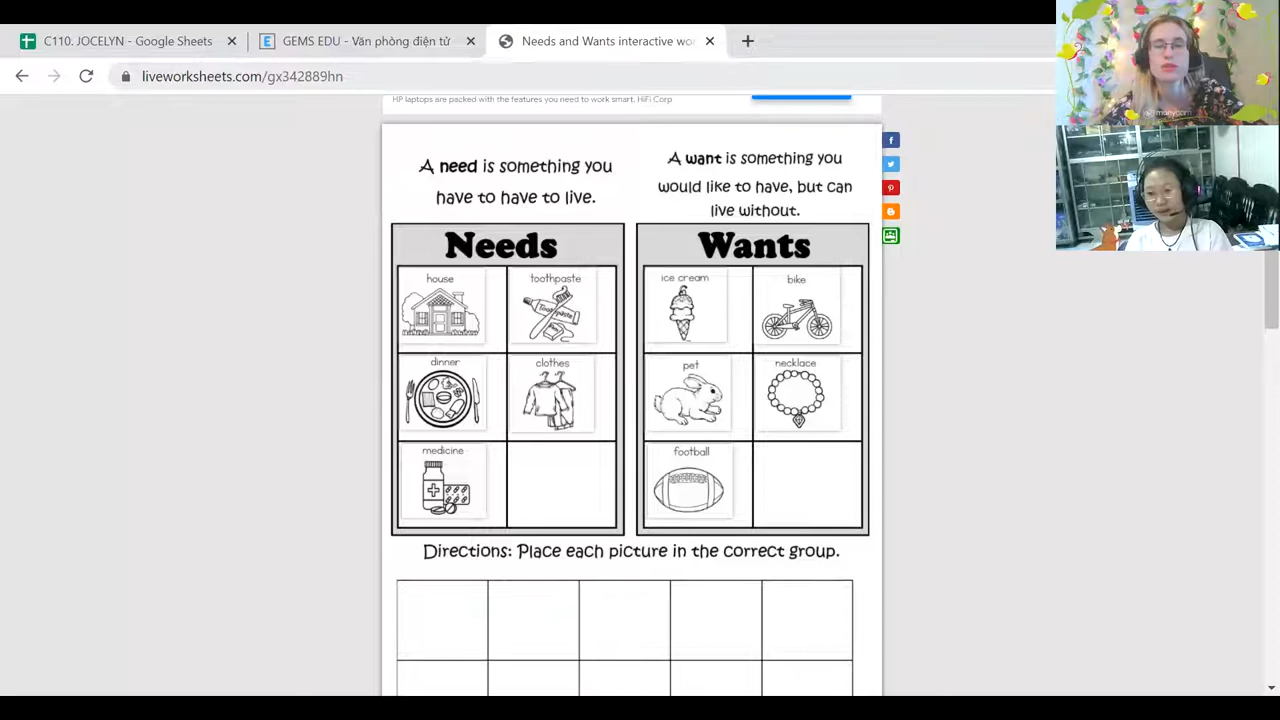 C110. JOCELYN - Google Sheets
GEMS EDU - Văn phòng điện tử
Needs and Wants interactive wo
liveworksheets.com/gx342889hn
HP laptops are packed with the features you need to work smart. HiFi Corp
A need is something you
have to have to live.
A want is something you
would like to have, but can
live without.
Needs
Wants
house
toothpaste
ice cream
bike
dinner
clothes
pet
necklace
medicine
football
Directions: Place each picture in the correct group.